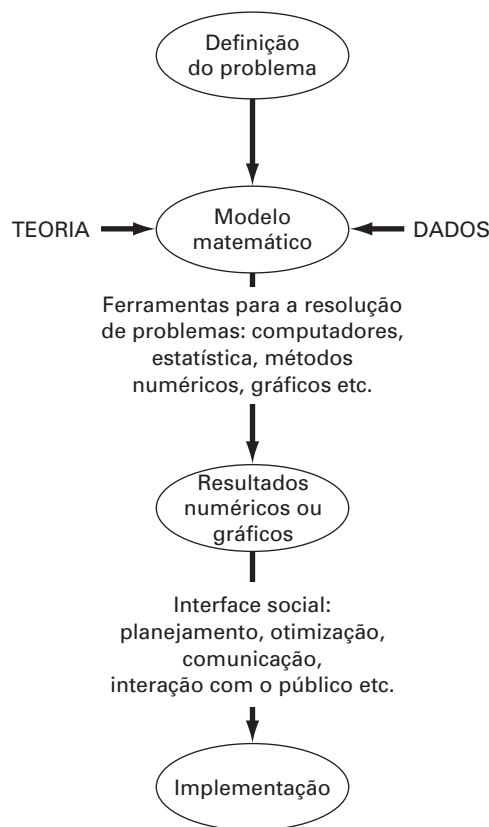 Definição
do problema
TEORIA
Modelo
matemático
DADOS
Ferramentas para a resolução
de problemas: computadores,
estatística, métodos
numéricos, gráficos etc.
Resultados
numéricos ou
gráficos
Interface social:
planejamento, otimização,
comunicação,
interação com o público etc.
Implementação